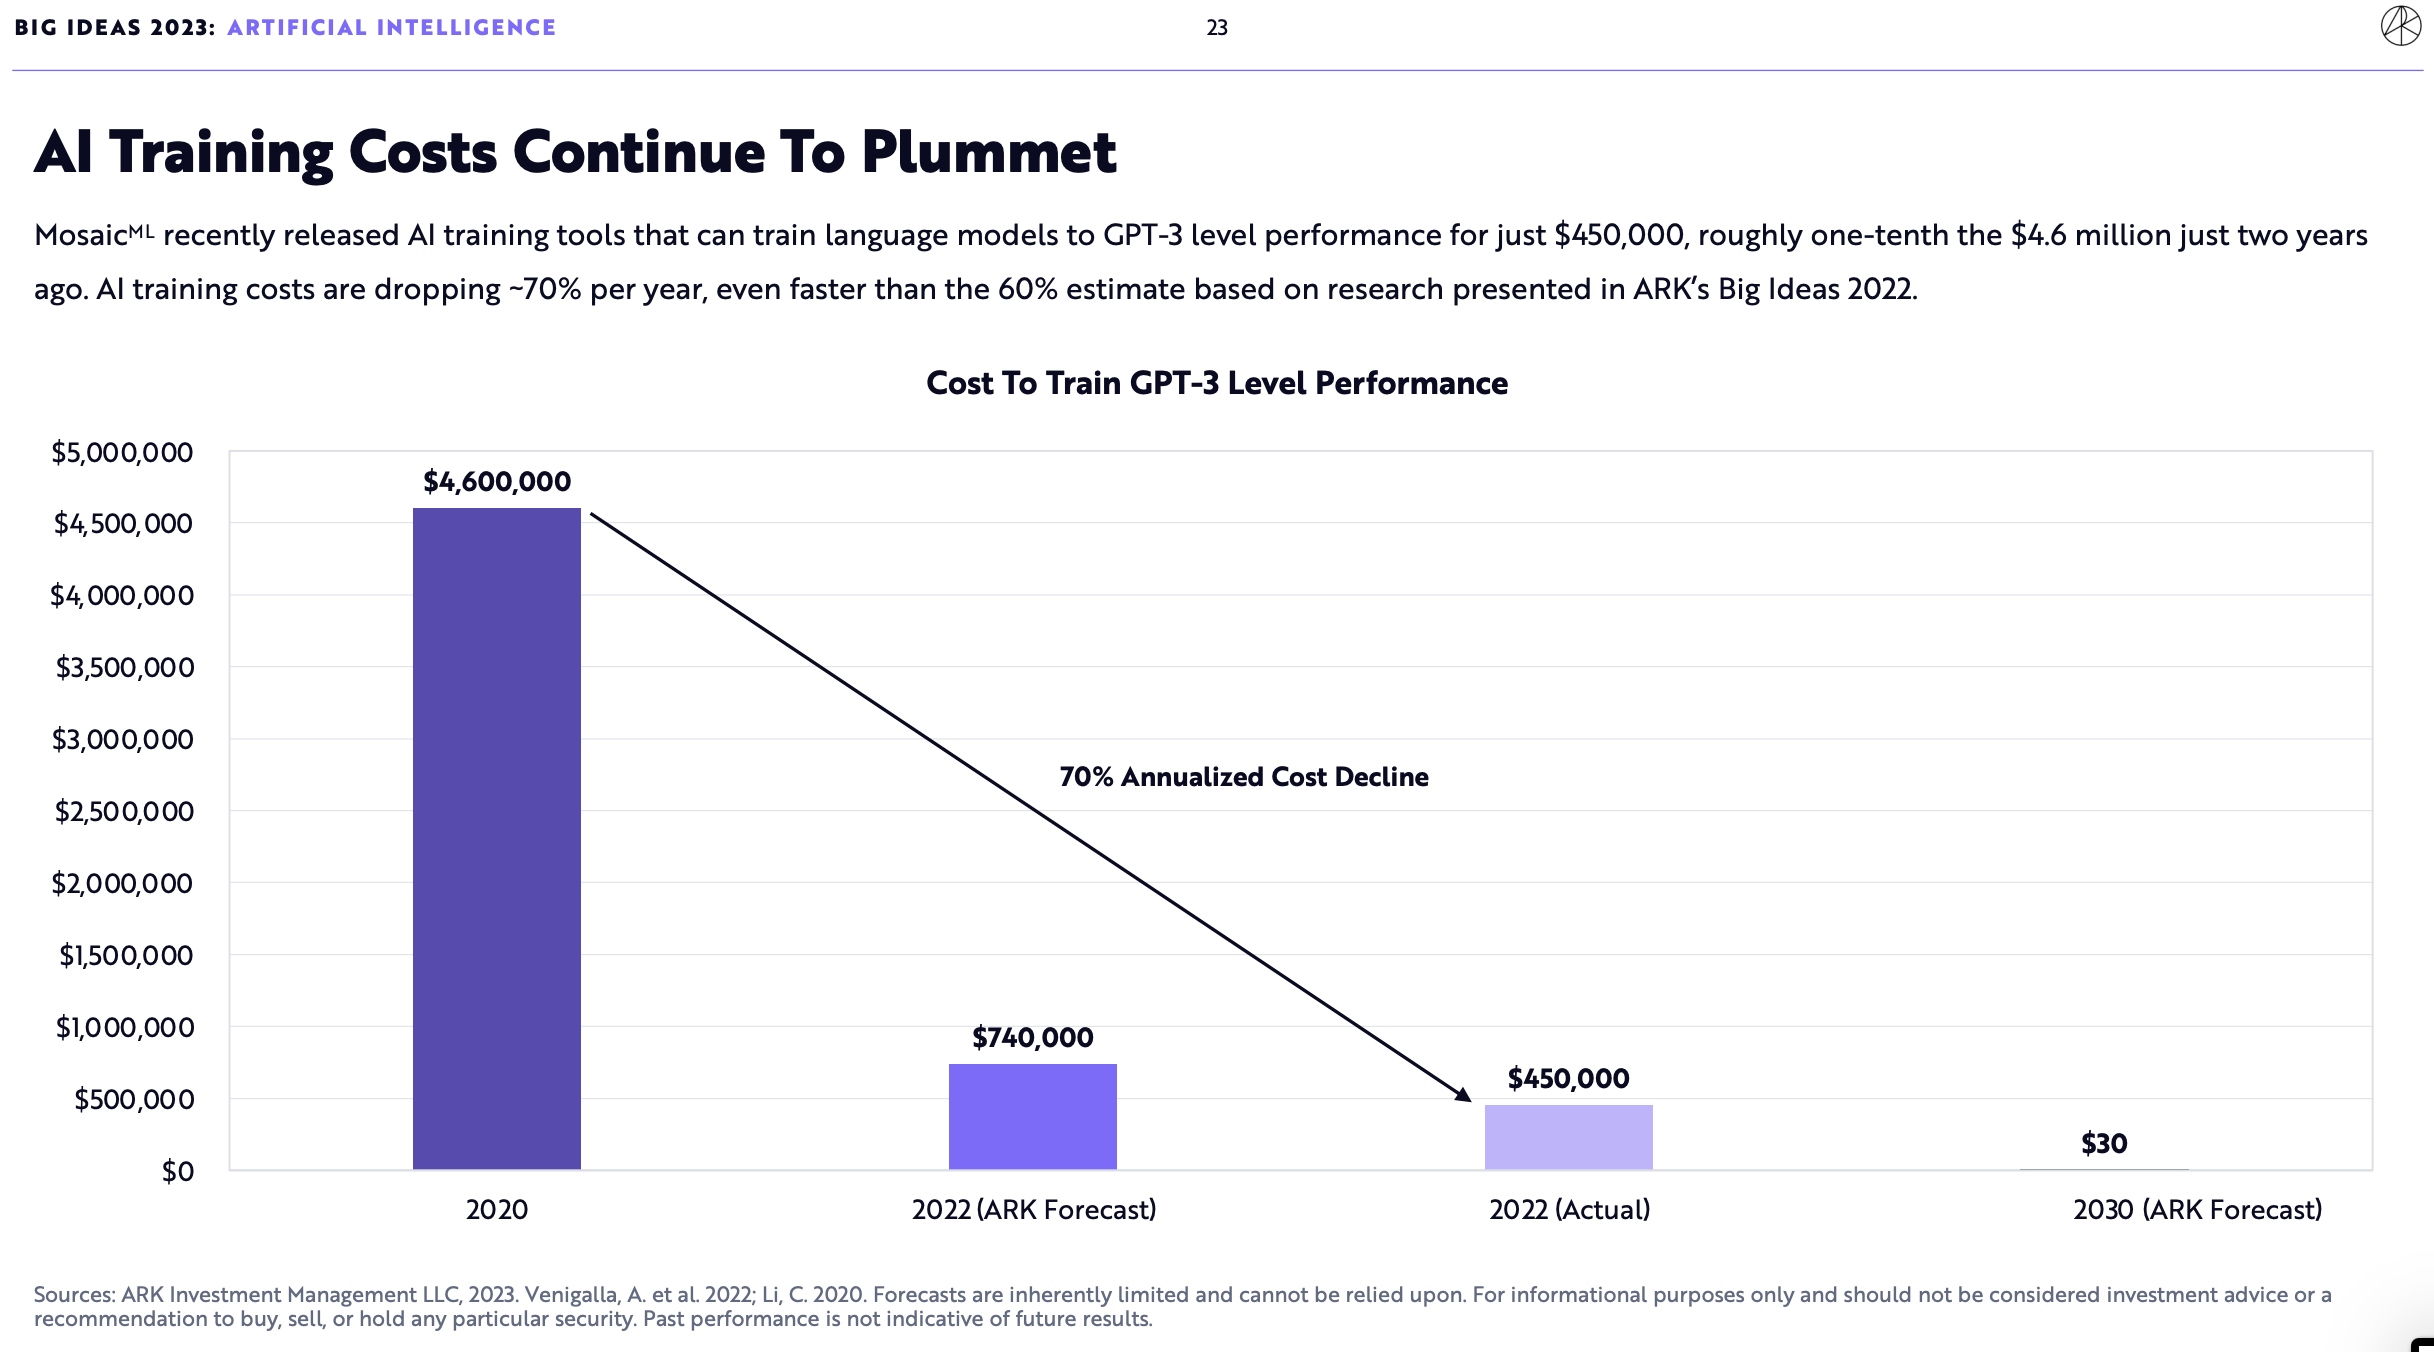 BIG IDEAS 2023: ARTIFICIAL INTELLIGENCE
23
AI Training Costs Continue To Plummet
Mosaicᴹᴸ recently released AI training tools that can train language models to GPT-3 level performance for just $450,000, roughly one-tenth the $4.6 million just two years
ago. AI training costs are dropping ~70% per year, even faster than the 60% estimate based on research presented in ARK’s Big Ideas 2022.
Cost To Train GPT-3 Level Performance
$5,000,000
$4,500,000
$4,000,000
$3,500,000
$3,000,000
$2,500,000
$2,000,000
$1,500,000
$1,000,000
$500,000
$0
$4,600,000
$740,000
$450,000
$30
70% Annualized Cost Decline
2020
2022 (ARK Forecast)
2022 (Actual)
2030 (ARK Forecast)
Sources: ARK Investment Management LLC, 2023. Venigalla, A. et al. 2022; Li, C. 2020. Forecasts are inherently limited and cannot be relied upon. For informational purposes only and should not be considered investment advice or a
recommendation to buy, sell, or hold any particular security. Past performance is not indicative of future results.